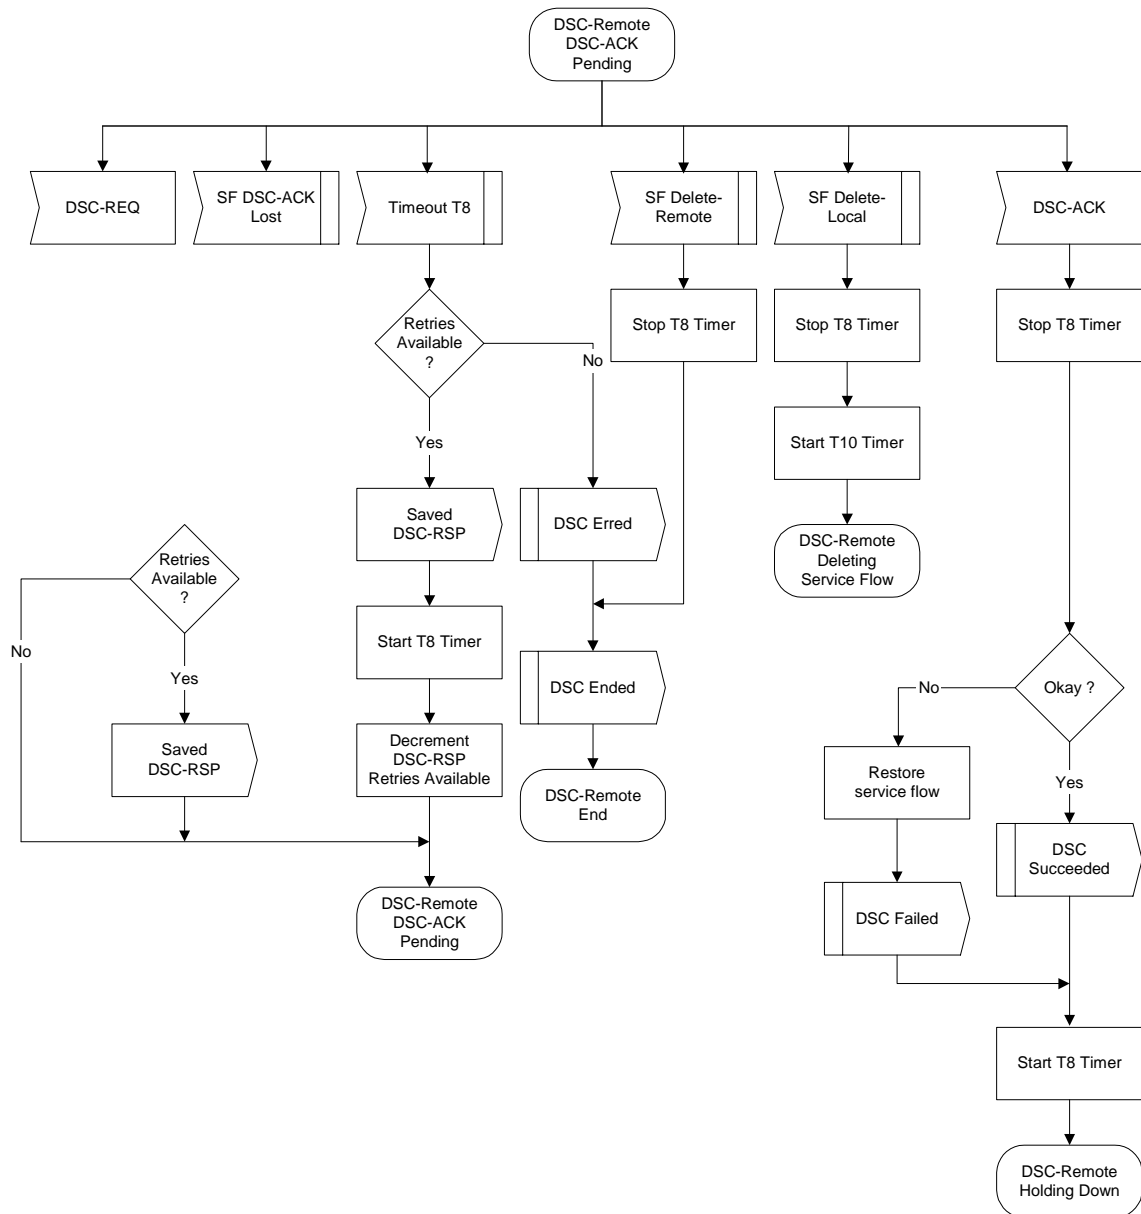 DSC-Remote
DSC-ACK
Pending
DSC-REQ
SF DSC-ACK
Lost
Timeout T8
SF Delete-
Remote
SF Delete-
Local
DSC-ACK
Retries
Available
?
Stop T8 Timer
Stop T8 Timer
Stop T8 Timer
No
Yes
Start T10 Timer
Saved
DSC-RSP
DSC Erred
DSC-Remote
Deleting
Service Flow
Retries
Available
?
No
Yes
Start T8 Timer
DSC Ended
No
Okay ?
Yes
Saved
DSC-RSP
Decrement
DSC-RSP
Retries Available
DSC-Remote
End
Restore
service flow
DSC
Succeeded
DSC-Remote
DSC-ACK
Pending
DSC Failed
Start T8 Timer
DSC-Remote
Holding Down